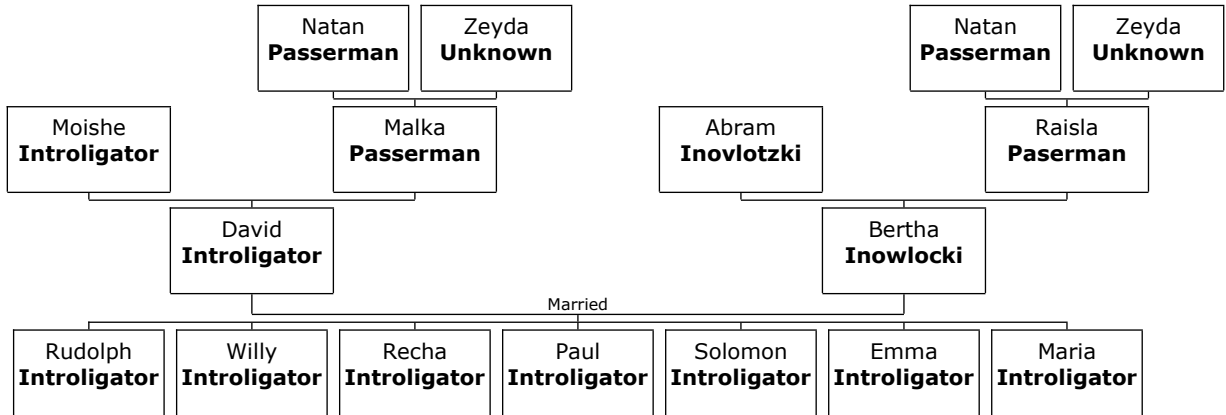 Natan
Passerman
Zeyda
Unknown
Natan
Passerman
Zeyda
Unknown
Moishe
Introligator
Malka
Passerman
Abram
Inovlotzki
Raisla
Paserman
David
Introligator
Bertha
Inowlocki
Married
Rudolph
Introligator
Willy
Introligator
Recha
Introligator
Paul
Introligator
Solomon
Introligator
Emma
Introligator
Maria
Introligator